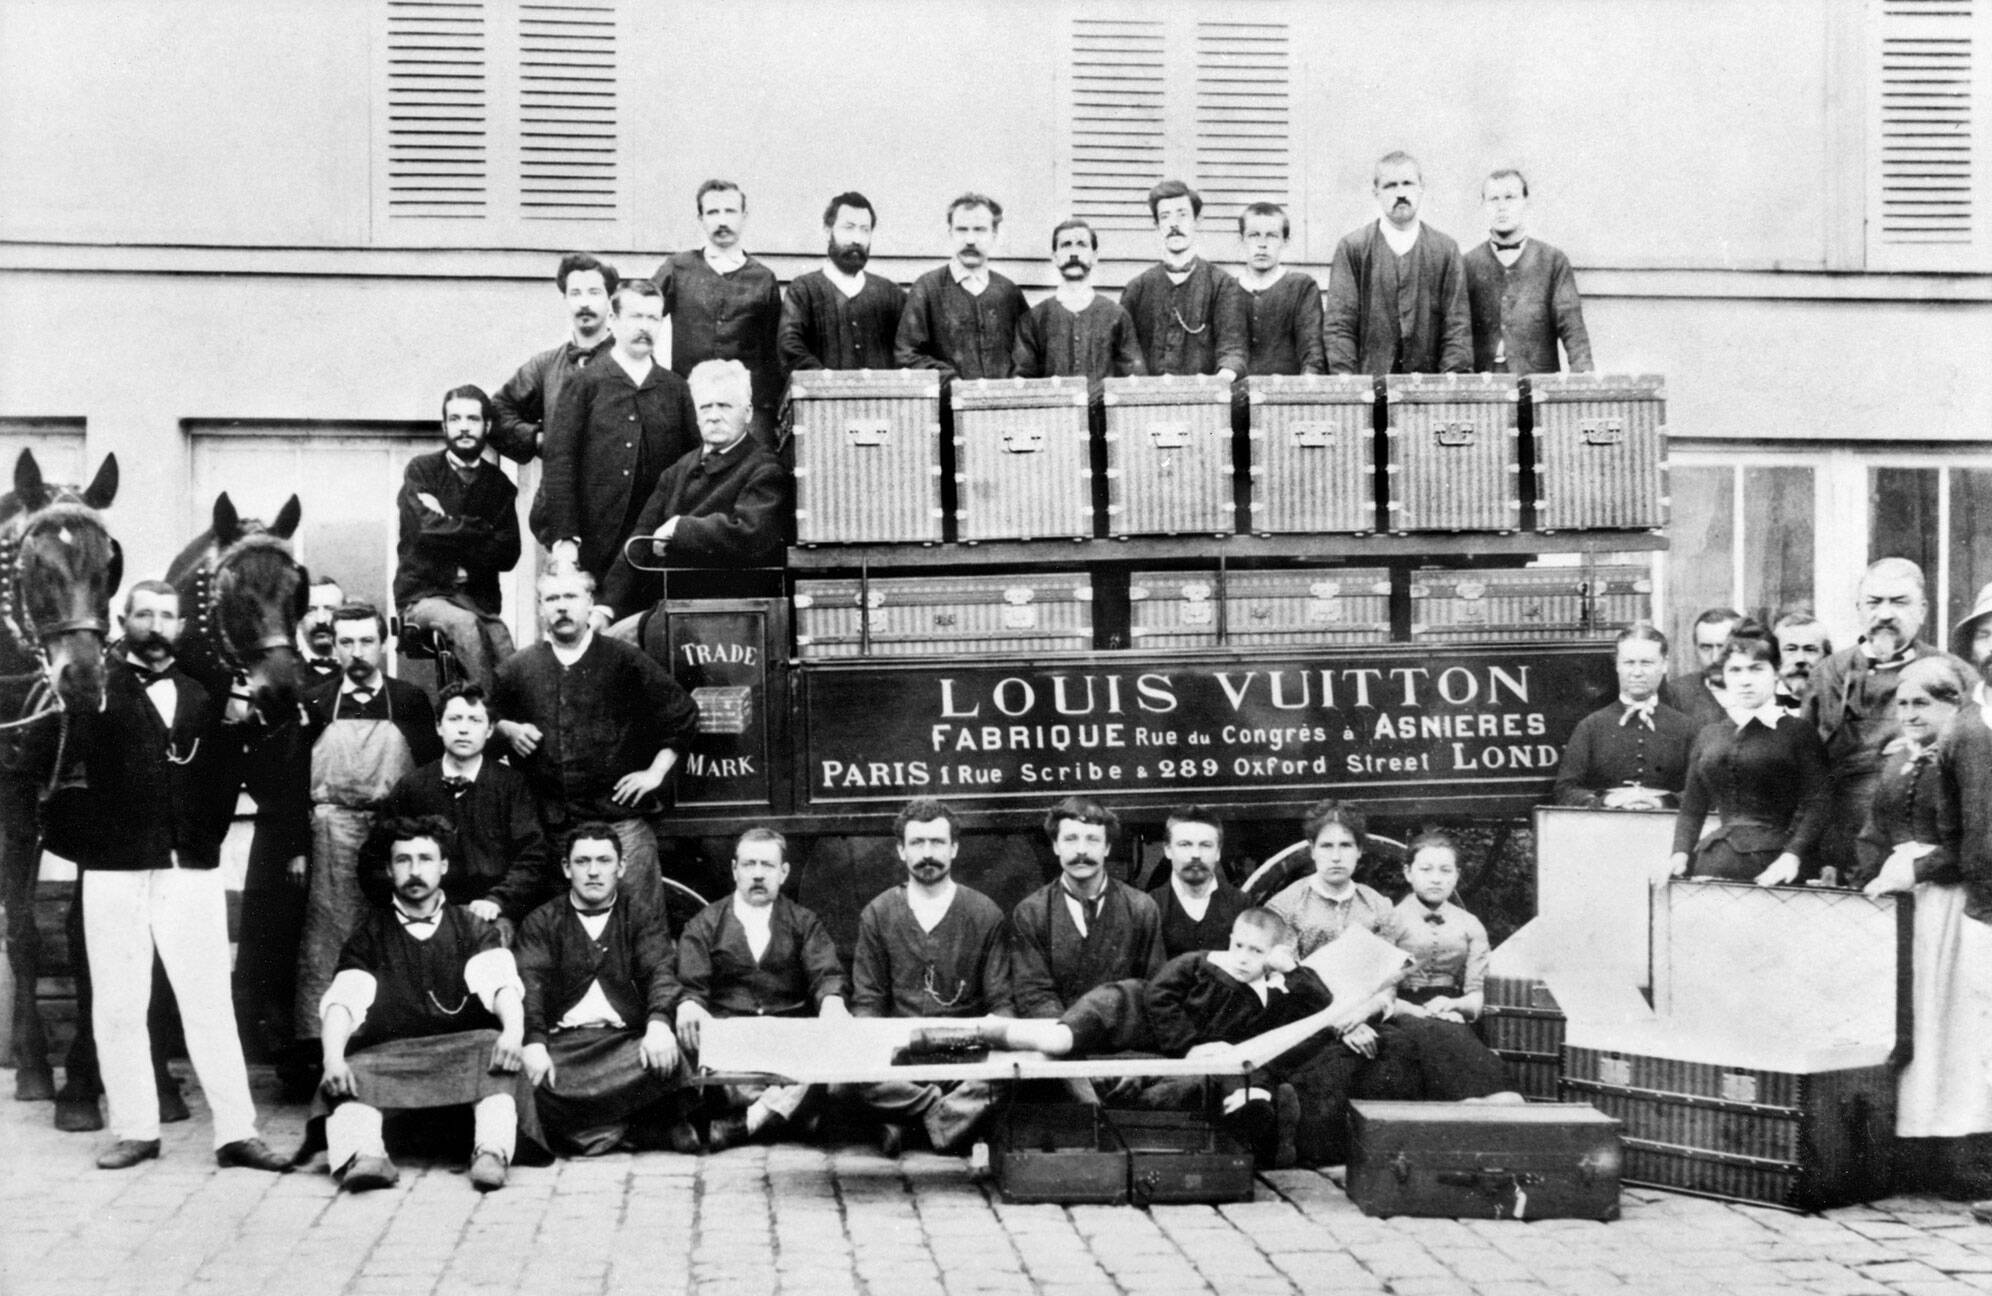 TRADE
MARK
LOUIS VUITTON
FABRIQUE Rue du Congrès à ASNIERES
PARIS 1 Rue Scribe & 289 Oxford Street LOND